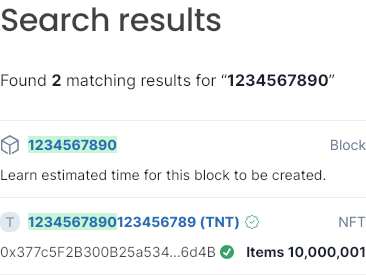 Search results
Found 2 matching results for “1234567890”
1234567890 Block
Learn estimated time for this block to be created.
T 1234567890123456789 (TNT) NFT
0x377c5F2B300B25a534...6d4B Items 10,000,001